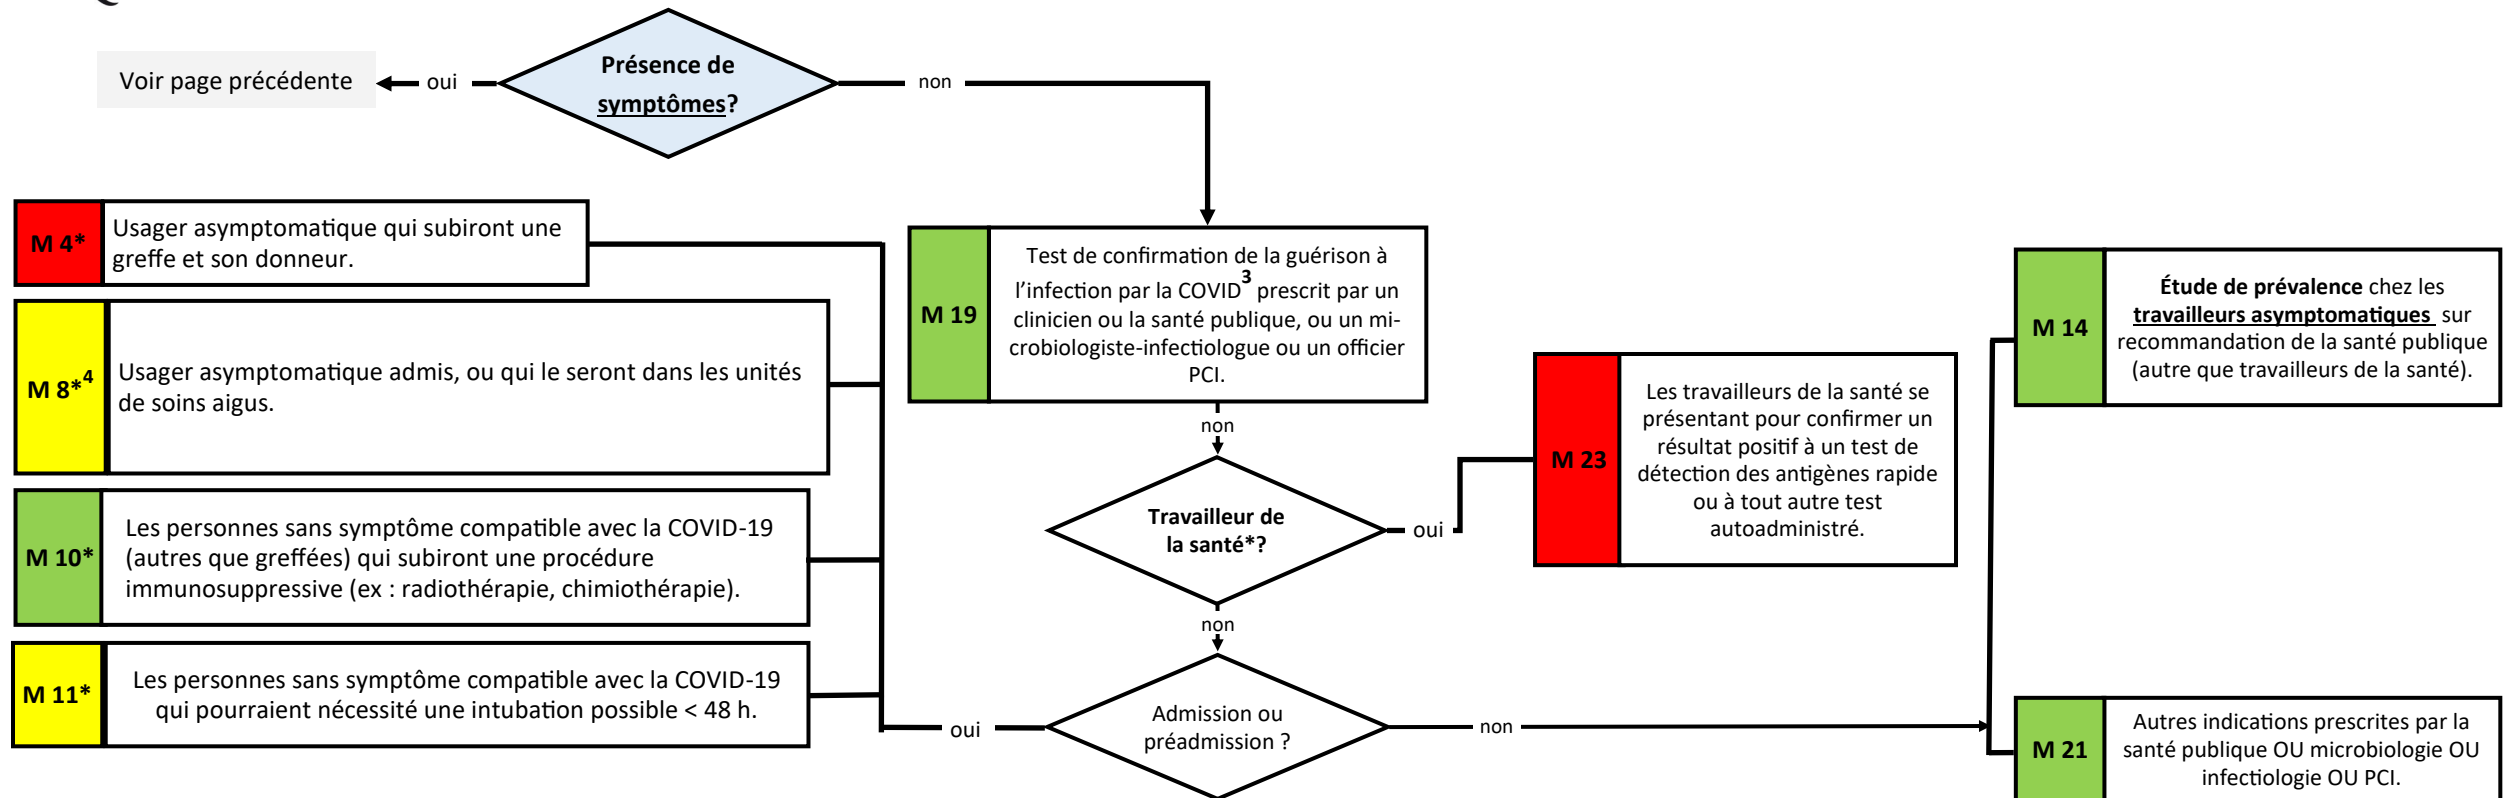 Présence de
symptômes?
Voir page précédente
oui
non
M 4*
Usager asymptomatique qui subiront une
greffe et son donneur.
M 8*4
Usager asymptomatique admis, ou qui le seront dans les unités
de soins aigus.
M 10*
Les personnes sans symptôme compatible avec la COVID-19
(autres que greffées) qui subiront une procédure
immunosuppressive (ex : radiothérapie, chimiothérapie).
M 11*
Les personnes sans symptôme compatible avec la COVID-19
qui pourraient nécessité une intubation possible < 48 h.
M 19
Test de confirmation de la guérison à
l’infection par la COVID3 prescrit par un
clinicien ou la santé publique, ou un mi-
crobiologiste-infectiologue ou un officier
PCI.
non
Travailleur de
la santé*?
oui
M 23
Les travailleurs de la santé se
présentant pour confirmer un
résultat positif à un test de
détection des antigènes rapide
ou à tout autre test
autoadministré.
non
Admission ou
préadmission ?
oui
non
M 14
Étude de prévalence chez les
travailleurs asymptomatiques sur
recommandation de la santé publique
(autre que travailleurs de la santé).
M 21
Autres indications prescrites par la
santé publique OU microbiologie OU
infectiologie OU PCI.